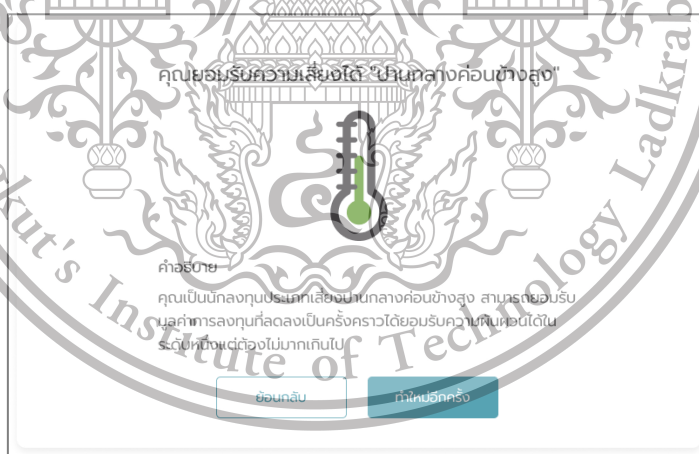 คุณยอมรับความเสี่ยงได้ "ปานกลางค่อนข้างสูง"
คำอธิบาย
คุณเป็นนักลงทุนประเภทเสี่ยงปานกลางค่อนข้างสูง สามารถยอมรับ
มูลค่าการลงทุนที่ลดลงเป็นครั้งคราวได้ยอมรับความผันผวนได้ใน
ระดับหนึ่งแต่ต้องไม่มากเกินไป
ย้อนกลับ
ทำใหม่อีกครั้ง
gkut's Institute of Technology Ladkrab